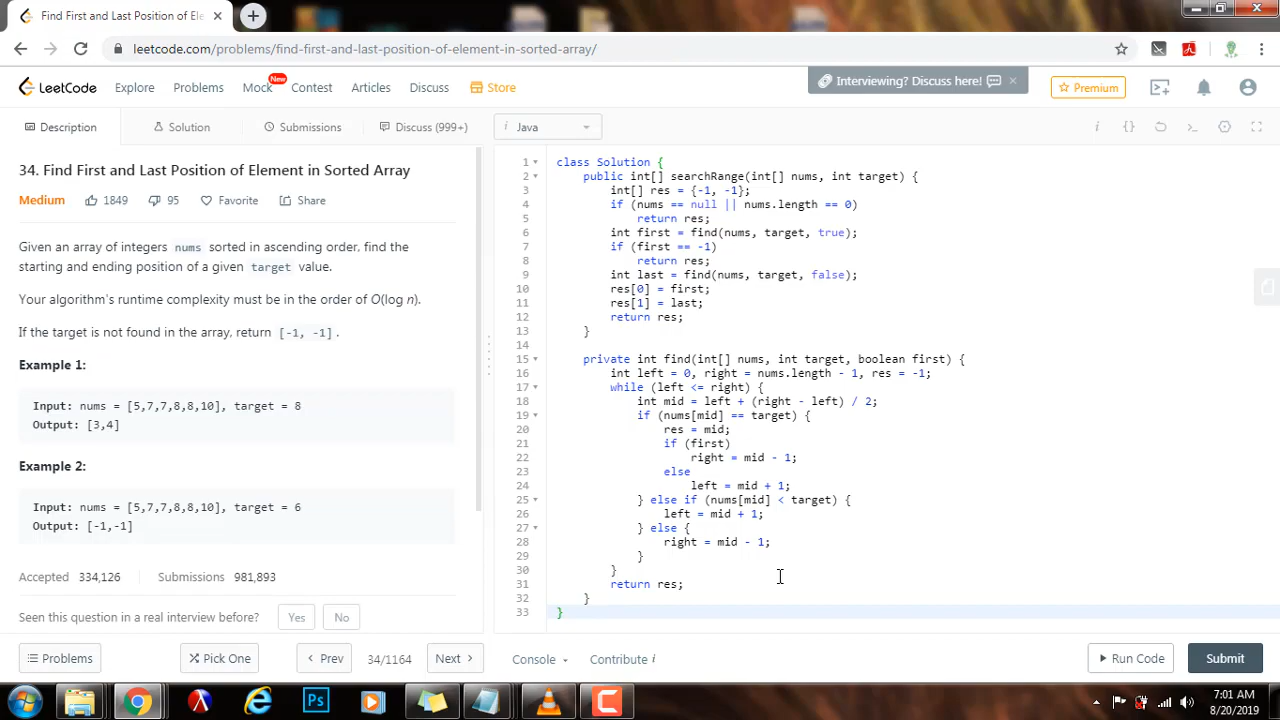 Find First and Last Position of Ele
leetcode.com/problems/find-first-and-last-position-of-element-in-sorted-array/
LeetCode
Explore
Problems
Mock
New
Contest
Articles
Discuss
Store
Interviewing? Discuss here!
Premium
Description
Solution
Submissions
Discuss (999+)
i Java
34. Find First and Last Position of Element in Sorted Array
Medium
1849
95
Favorite
Share
Given an array of integers nums sorted in ascending order, find the
starting and ending position of a given target value.
Your algorithm's runtime complexity must be in the order of O(log n).
If the target is not found in the array, return [-1, -1].
Example 1:
Input: nums = [5,7,7,8,8,10], target = 8
Output: [3,4]
Example 2:
Input: nums = [5,7,7,8,8,10], target = 6
Output: [-1,-1]
Accepted 334,126
Submissions 981,893
Seen this question in a real interview before?
Yes
No
1 class Solution {
2 public int[] searchRange(int[] nums, int target) {
3 int[] res = {-1, -1};
4 if (nums == null || nums.length == 0)
5 return res;
6 int first = find(nums, target, true);
7 if (first == -1)
8 return res;
9 int last = find(nums, target, false);
10 res[0] = first;
11 res[1] = last;
12 return res;
13 }
14
15 private int find(int[] nums, int target, boolean first) {
16 int left = 0, right = nums.length - 1, res = -1;
17 while (left <= right) {
18 int mid = left + (right - left) / 2;
19 if (nums[mid] == target) {
20 res = mid;
21 if (first)
22 right = mid - 1;
23 else
24 left = mid + 1;
25 } else if (nums[mid] < target) {
26 left = mid + 1;
27 } else {
28 right = mid - 1;
29 }
30 }
31 return res;
32 }
33 }
Problems
Pick One
Prev
34/1164
Next
Console
Contribute i
Run Code
Submit
7:01 AM
8/20/2019